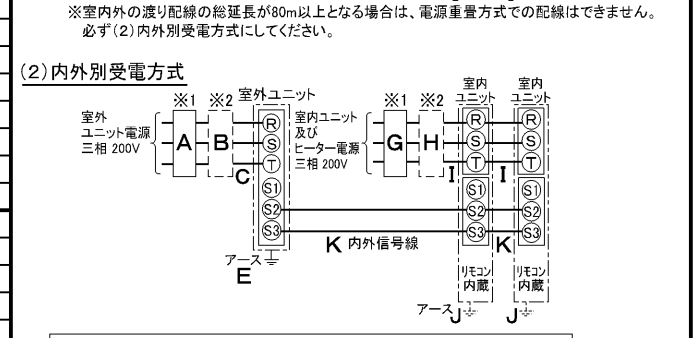 ※室内外の渡り配線の総延長が80m以上となる場合は、電源重畳方式での配線はできません。
必ず(2)内外別受電方式にしてください。
(2)内外別受電方式
室外
ユニット電源
三相 200V
※1
※2
A
B
C
室外ユニット
R
S
T
S1
S2
S3
アース
E
室内ユニット
及び
ヒーター電源
三相 200V
※1
※2
G
H
I
室内
ユニット
R
S
T
S1
S2
S3
リモコン
内蔵
I
室内
ユニット
R
S
T
S1
S2
S3
リモコン
内蔵
K 内外信号線
K
アース J
J